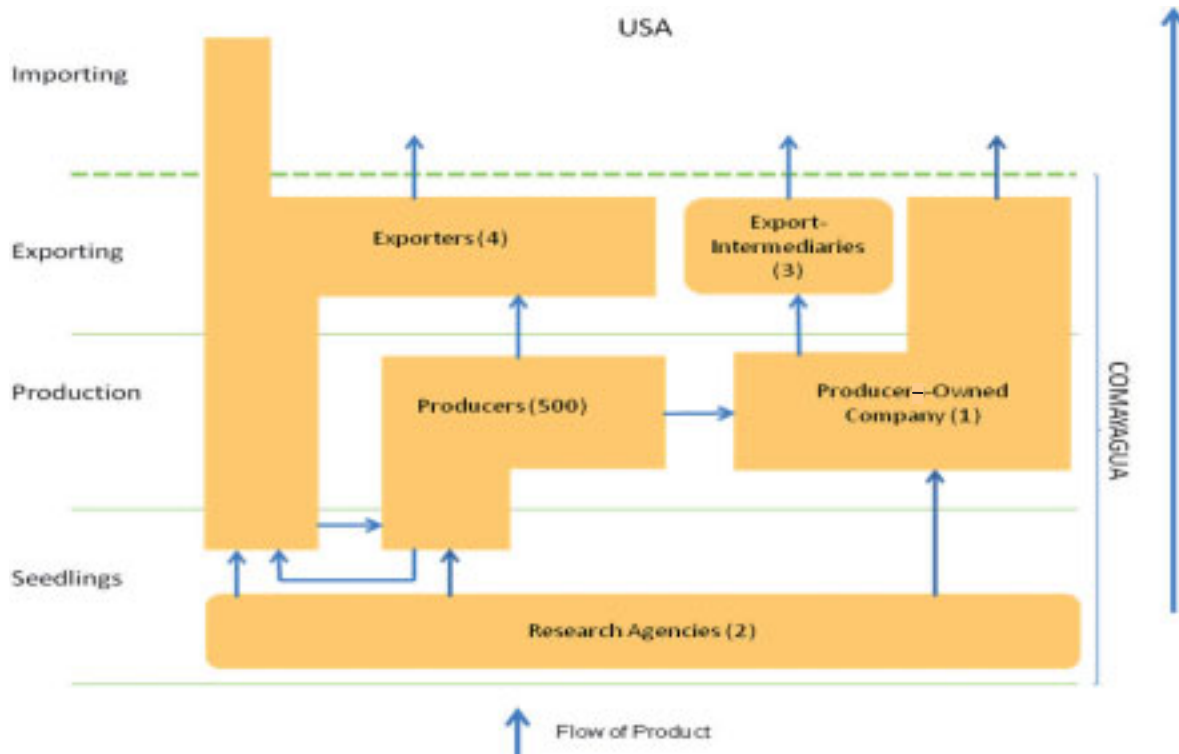 USA
Importing
Exporting
Exporters (4)
Export-
Intermediaries
(3)
Production
Producers (500)
Producer--Owned
Company (1)
COMAYAGUA
Seedlings
Research Agencies (2)
Flow of Product